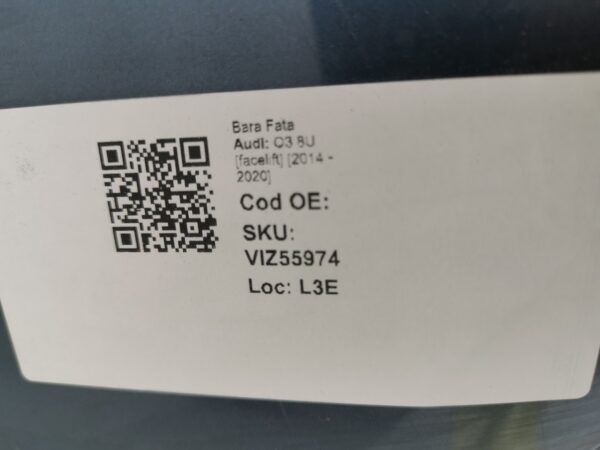 Bara Fata
Audi: Q3 8U
[facelift] [2014 -
2020]
Cod OE:
SKU:
VIZ55974
Loc: L3E